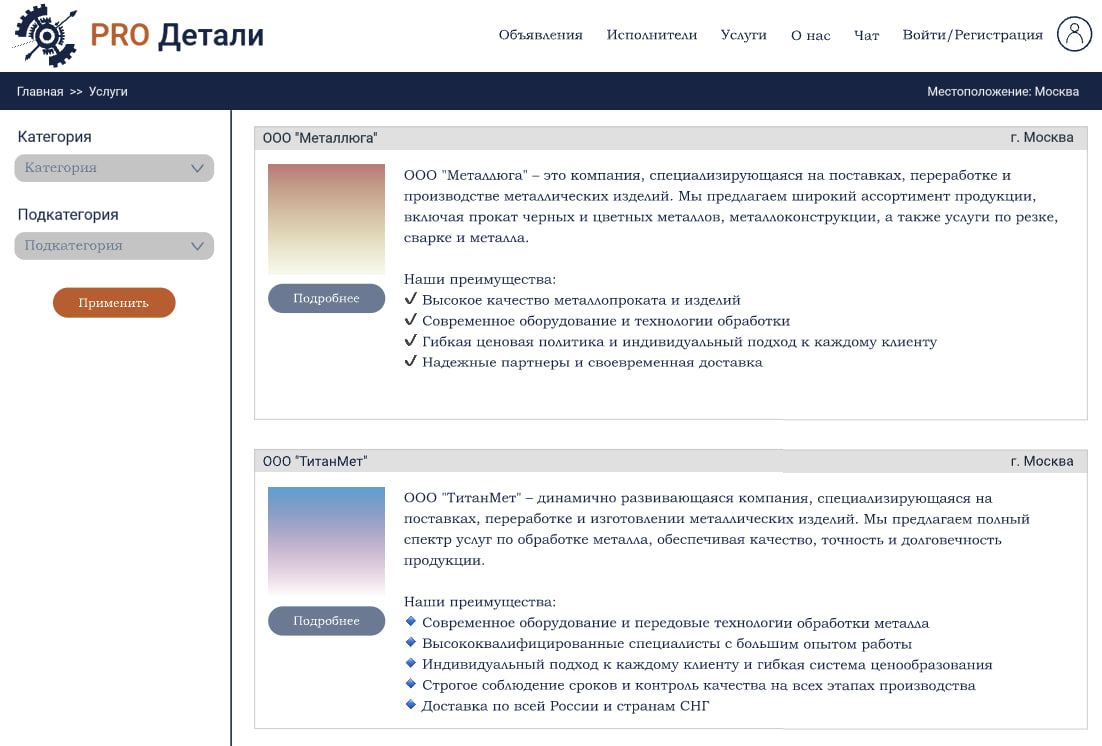 PRO Детали
Объявления Исполнители Услуги О нас Чат Войти/Регистрация
Главная >> Услуги
Местоположение: Москва
Категория
Категория
Подкатегория
Подкатегория
Применить
ООО "Металлюга"
г. Москва
ООО "Металлюга" – это компания, специализирующаяся на поставках, переработке и
производстве металлических изделий. Мы предлагаем широкий ассортимент продукции,
включая прокат черных и цветных металлов, металлоконструкции, а также услуги по резке,
сварке и металла.
Наши преимущества:
✔ Высокое качество металлопроката и изделий
✔ Современное оборудование и технологии обработки
✔ Гибкая ценовая политика и индивидуальный подход к каждому клиенту
✔ Надежные партнеры и своевременная доставка
Подробнее
ООО "ТитанМет"
г. Москва
ООО "ТитанМет" – динамично развивающаяся компания, специализирующаяся на
поставках, переработке и изготовлении металлических изделий. Мы предлагаем полный
спектр услуг по обработке металла, обеспечивая качество, точность и долговечность
продукции.
Наши преимущества:
🔹 Современное оборудование и передовые технологии обработки металла
🔹 Высококвалифицированные специалисты с большим опытом работы
🔹 Индивидуальный подход к каждому клиенту и гибкая система ценообразования
🔹 Строгое соблюдение сроков и контроль качества на всех этапах производства
🔹 Доставка по всей России и странам СНГ
Подробнее